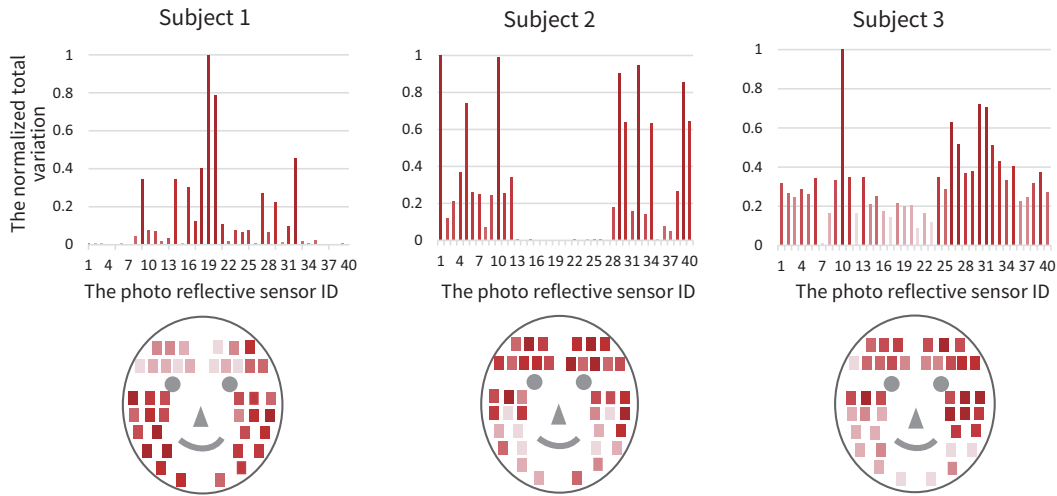 Subject 1
Subject 2
Subject 3
The normalized total
variation
1
0.8
0.6
0.4
0.2
0
1 4 7 10 13 16 19 22 25 28 31 34 37 40
The photo reflective sensor ID
1
0.8
0.6
0.4
0.2
0
1 4 7 10 13 16 19 22 25 28 31 34 37 40
The photo reflective sensor ID
1
0.8
0.6
0.4
0.2
0
1 4 7 10 13 16 19 22 25 28 31 34 37 40
The photo reflective sensor ID